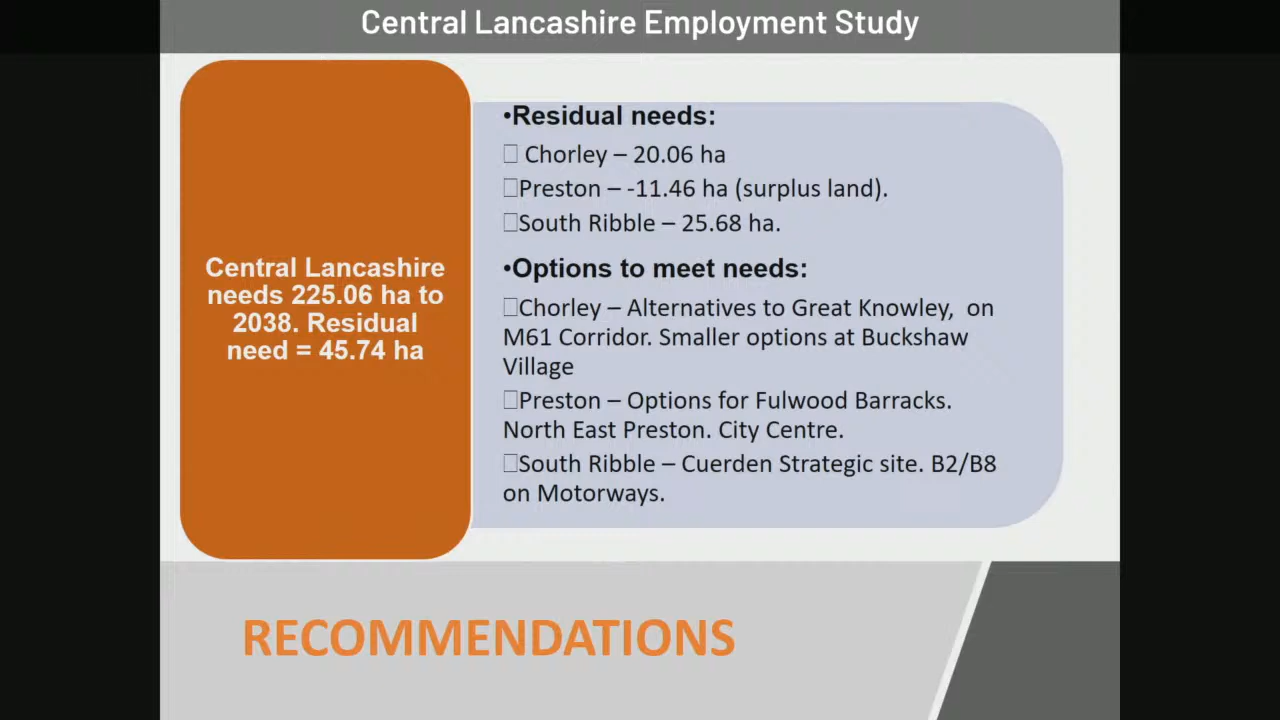 Central Lancashire Employment Study
Central Lancashire
needs 225.06 ha to
2038. Residual
need = 45.74 ha
•Residual needs:
□ Chorley – 20.06 ha
□Preston – -11.46 ha (surplus land).
□South Ribble – 25.68 ha.
•Options to meet needs:
□Chorley – Alternatives to Great Knowley,  on
M61 Corridor. Smaller options at Buckshaw
Village
□Preston – Options for Fulwood Barracks.
North East Preston. City Centre.
□South Ribble – Cuerden Strategic site. B2/B8
on Motorways.
RECOMMENDATIONS